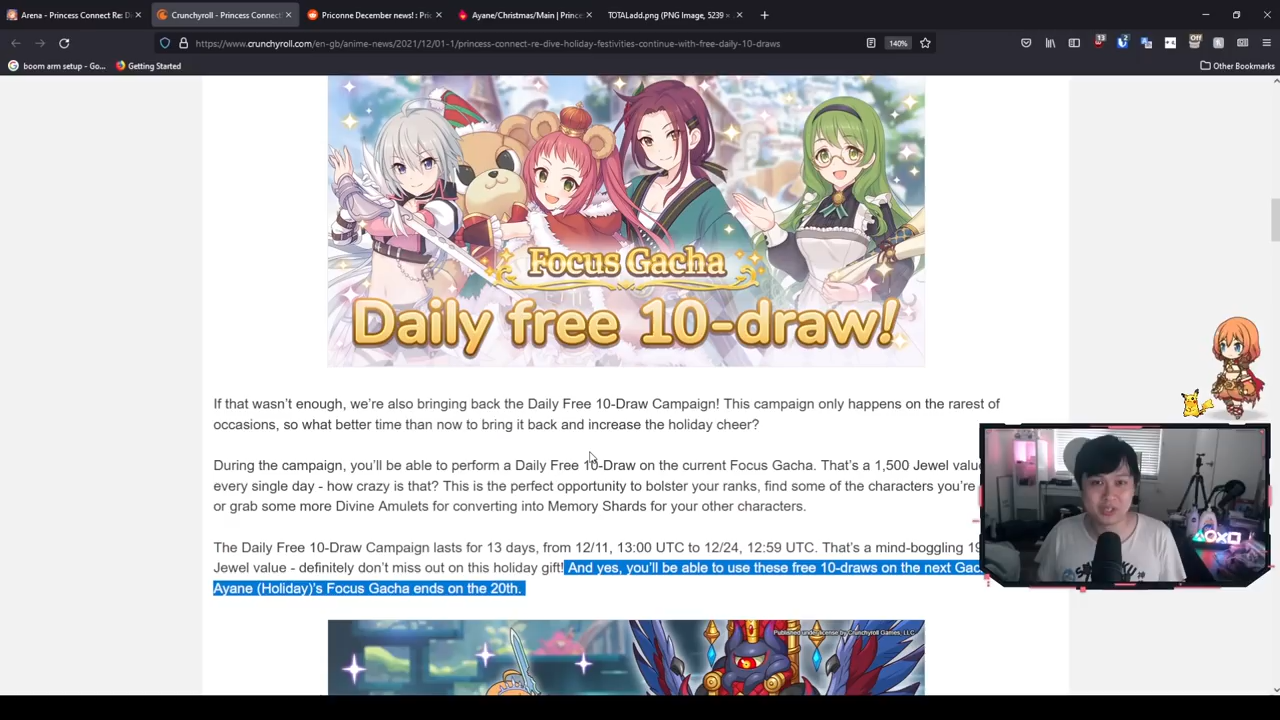 Arena - Princess Connect Re: D
Crunchyroll - Princess Connect!
Priconne December news! : Pri
Ayane/Christmas/Main | Prince
TOTALadd.png (PNG Image, 5239 ×
https://www.crunchyroll.com/en-gb/anime-news/2021/12/01-1/princess-connect-re-dive-holiday-festivities-continue-with-free-daily-10-draws
140%
13
2
Off
boom arm setup - Go...
Getting Started
Other Bookmarks
Focus Gacha
Daily free 10-draw!
If that wasn't enough, we're also bringing back the Daily Free 10-Draw Campaign! This campaign only happens on the rarest of
occasions, so what better time than now to bring it back and increase the holiday cheer?
During the campaign, you'll be able to perform a Daily Free 10-Draw on the current Focus Gacha. That's a 1,500 Jewel valu
every single day - how crazy is that? This is the perfect opportunity to bolster your ranks, find some of the characters you're
or grab some more Divine Amulets for converting into Memory Shards for your other characters.
The Daily Free 10-Draw Campaign lasts for 13 days, from 12/11, 13:00 UTC to 12/24, 12:59 UTC. That's a mind-boggling 19
Jewel value - definitely don't miss out on this holiday gift! And yes, you'll be able to use these free 10-draws on the next Gac
Ayane (Holiday)'s Focus Gacha ends on the 20th.
Published under license by Crunchyroll Games, LLC